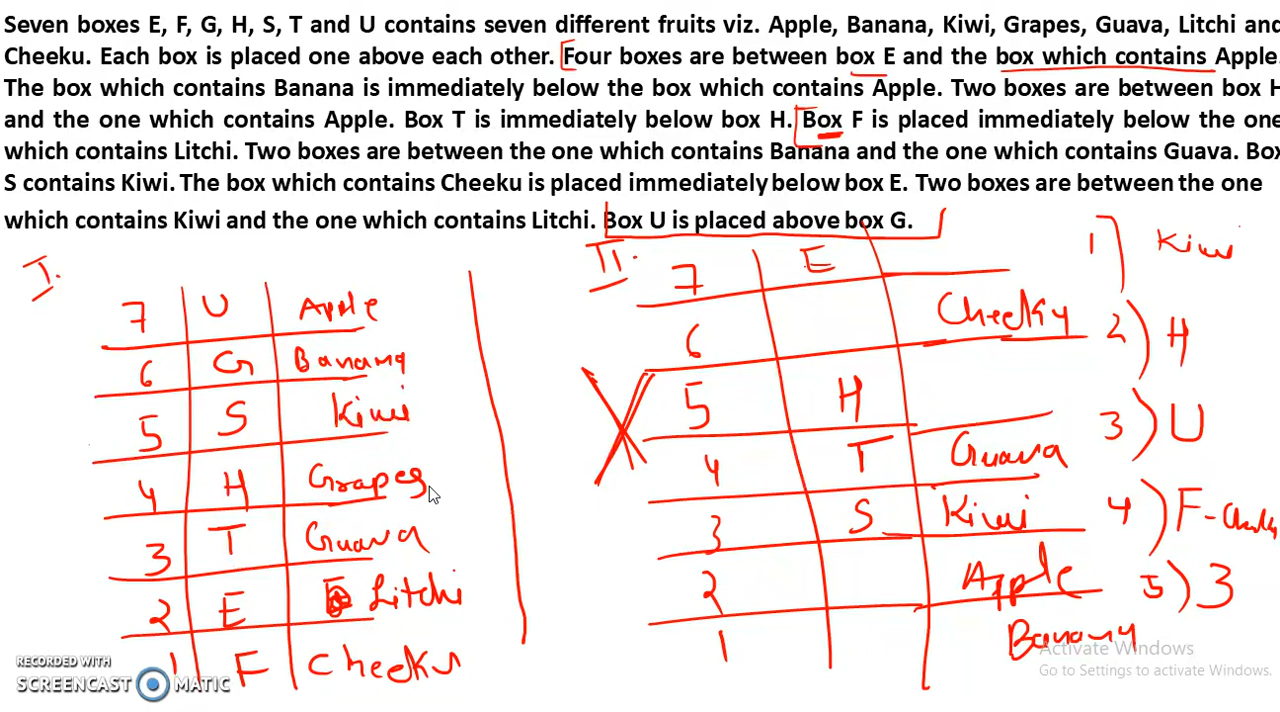 Seven boxes E, F, G, H, S, T and U contains seven different fruits viz. Apple, Banana, Kiwi, Grapes, Guava, Litchi and
Cheeku. Each box is placed one above each other. Four boxes are between box E and the box which contains Apple.
The box which contains Banana is immediately below the box which contains Apple. Two boxes are between box H
and the one which contains Apple. Box T is immediately below box H. Box F is placed immediately below the one
which contains Litchi. Two boxes are between the one which contains Banana and the one which contains Guava. Box
S contains Kiwi. The box which contains Cheeku is placed immediately below box E. Two boxes are between the one
which contains Kiwi and the one which contains Litchi. Box U is placed above box G.
I.
7 U Apple
6 G Banana
5 S Kiwi
4 H Grapes
3 T Guava
2 E Litchi
1 F Cheeku
II.
7 E
6 Cheeky
5 H
4 T Guava
3 S Kiwi
2 Apple
1 Banany
1) Kiwi
2) H
3) U
4) F-
5) 3
RECORDED WITH
SCREENCAST MATIC
Activate Windows
Go to Settings to activate Windows.